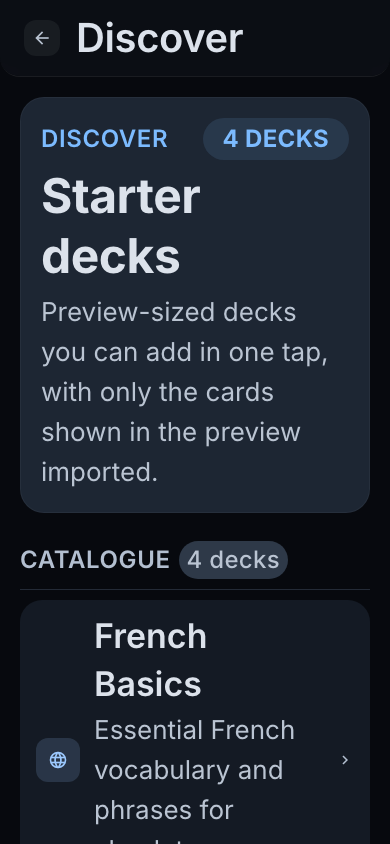 Discover
DISCOVER
4 DECKS
Starter
decks
Preview-sized decks
you can add in one tap,
with only the cards
shown in the preview
imported.
CATALOGUE
4 decks
French
Basics
Essential French
vocabulary and
phrases for